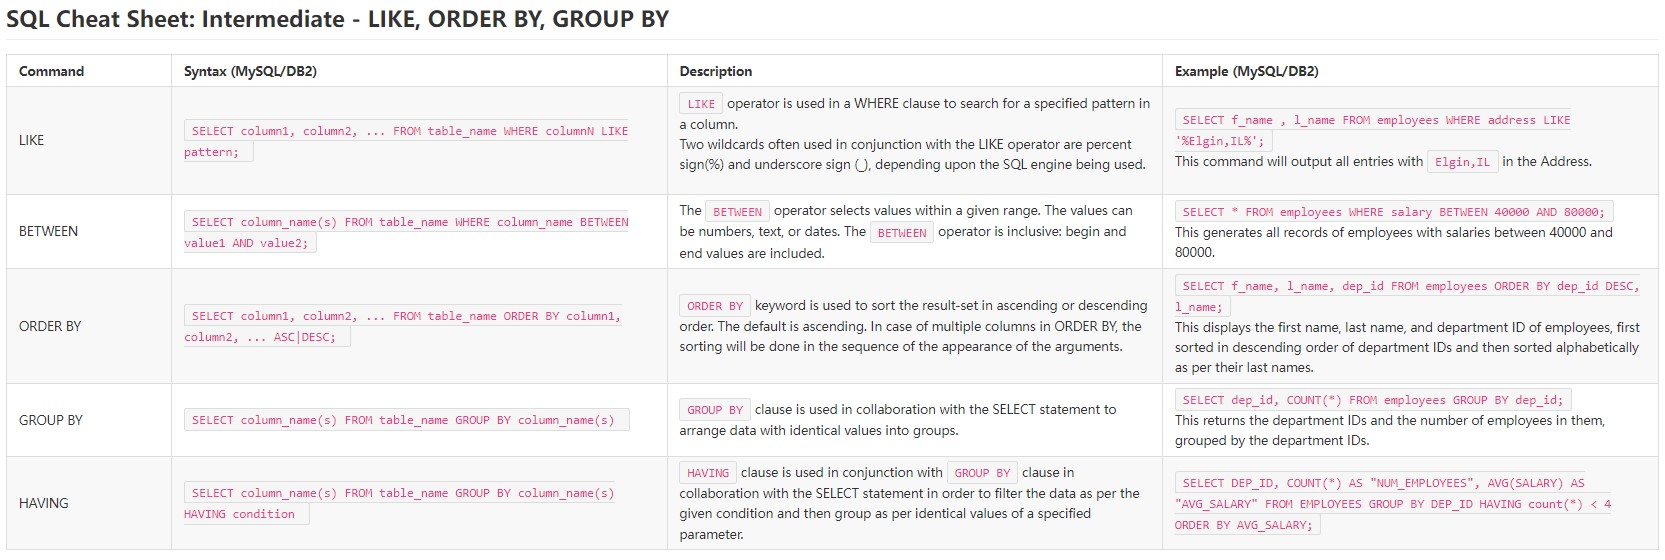 SQL Cheat Sheet: Intermediate - LIKE, ORDER BY, GROUP BY
Command
Syntax (MySQL/DB2)
Description
Example (MySQL/DB2)
LIKE
SELECT column1, column2, ... FROM table_name WHERE columnN LIKE
pattern;
LIKE operator is used in a WHERE clause to search for a specified pattern in
a column.
Two wildcards often used in conjunction with the LIKE operator are percent
sign(%) and underscore sign (_), depending upon the SQL engine being used.
SELECT f_name , l_name FROM employees WHERE address LIKE
'%Elgin,IL%';
This command will output all entries with Elgin,IL in the Address.
BETWEEN
SELECT column_name(s) FROM table_name WHERE column_name BETWEEN
value1 AND value2;
The BETWEEN operator selects values within a given range. The values can
be numbers, text, or dates. The BETWEEN operator is inclusive: begin and
end values are included.
SELECT * FROM employees WHERE salary BETWEEN 40000 AND 80000;
This generates all records of employees with salaries between 40000 and
80000.
ORDER BY
SELECT column1, column2, ... FROM table_name ORDER BY column1,
column2, ... ASC|DESC;
ORDER BY keyword is used to sort the result-set in ascending or descending
order. The default is ascending. In case of multiple columns in ORDER BY, the
sorting will be done in the sequence of the appearance of the arguments.
SELECT f_name, l_name, dep_id FROM employees ORDER BY dep_id DESC,
l_name;
This displays the first name, last name, and department ID of employees, first
sorted in descending order of department IDs and then sorted alphabetically
as per their last names.
GROUP BY
SELECT column_name(s) FROM table_name GROUP BY column_name(s)
GROUP BY clause is used in collaboration with the SELECT statement to
arrange data with identical values into groups.
SELECT dep_id, COUNT(*) FROM employees GROUP BY dep_id;
This returns the department IDs and the number of employees in them,
grouped by the department IDs.
HAVING
SELECT column_name(s) FROM table_name GROUP BY column_name(s)
HAVING condition
HAVING clause is used in conjunction with GROUP BY clause in
collaboration with the SELECT statement in order to filter the data as per the
given condition and then group as per identical values of a specified
parameter.
SELECT DEP_ID, COUNT(*) AS "NUM_EMPLOYEES", AVG(SALARY) AS
"AVG_SALARY" FROM EMPLOYEES GROUP BY DEP_ID HAVING count(*) < 4
ORDER BY AVG_SALARY;